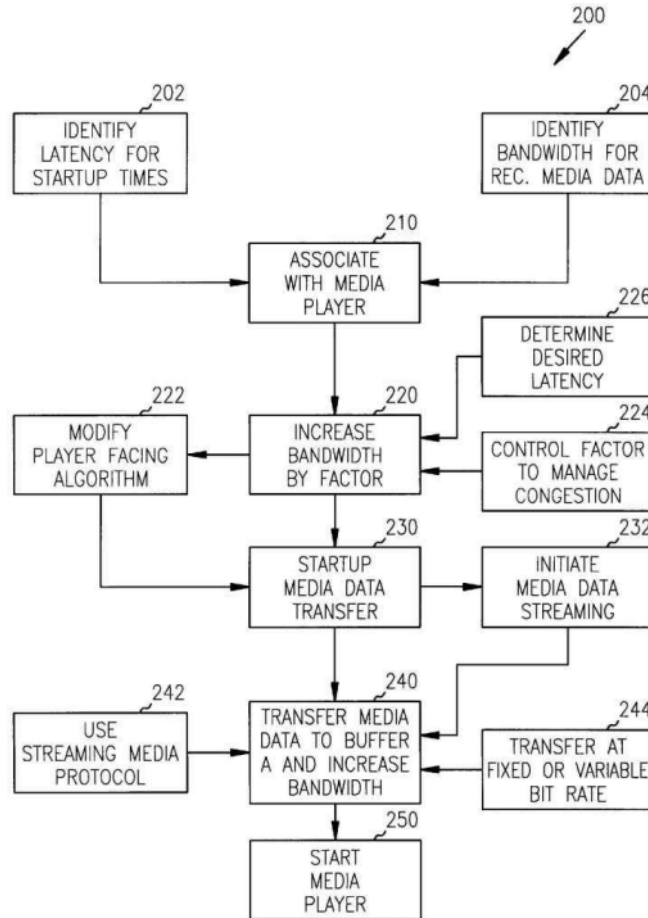 200
202
IDENTIFY
LATENCY FOR
STARTUP TIMES
204
IDENTIFY
BANDWIDTH FOR
REC. MEDIA DATA
210
ASSOCIATE
WITH MEDIA
PLAYER
226
DETERMINE
DESIRED
LATENCY
222
MODIFY
PLAYER FACING
ALGORITHM
220
INCREASE
BANDWIDTH
BY FACTOR
224
CONTROL FACTOR
TO MANAGE
CONGESTION
230
STARTUP
MEDIA DATA
TRANSFER
232
INITIATE
MEDIA DATA
STREAMING
242
USE
STREAMING MEDIA
PROTOCOL
240
TRANSFER MEDIA
DATA TO BUFFER
A AND INCREASE
BANDWIDTH
244
TRANSFER AT
FIXED OR VARIABLE
BIT RATE
250
START
MEDIA
PLAYER